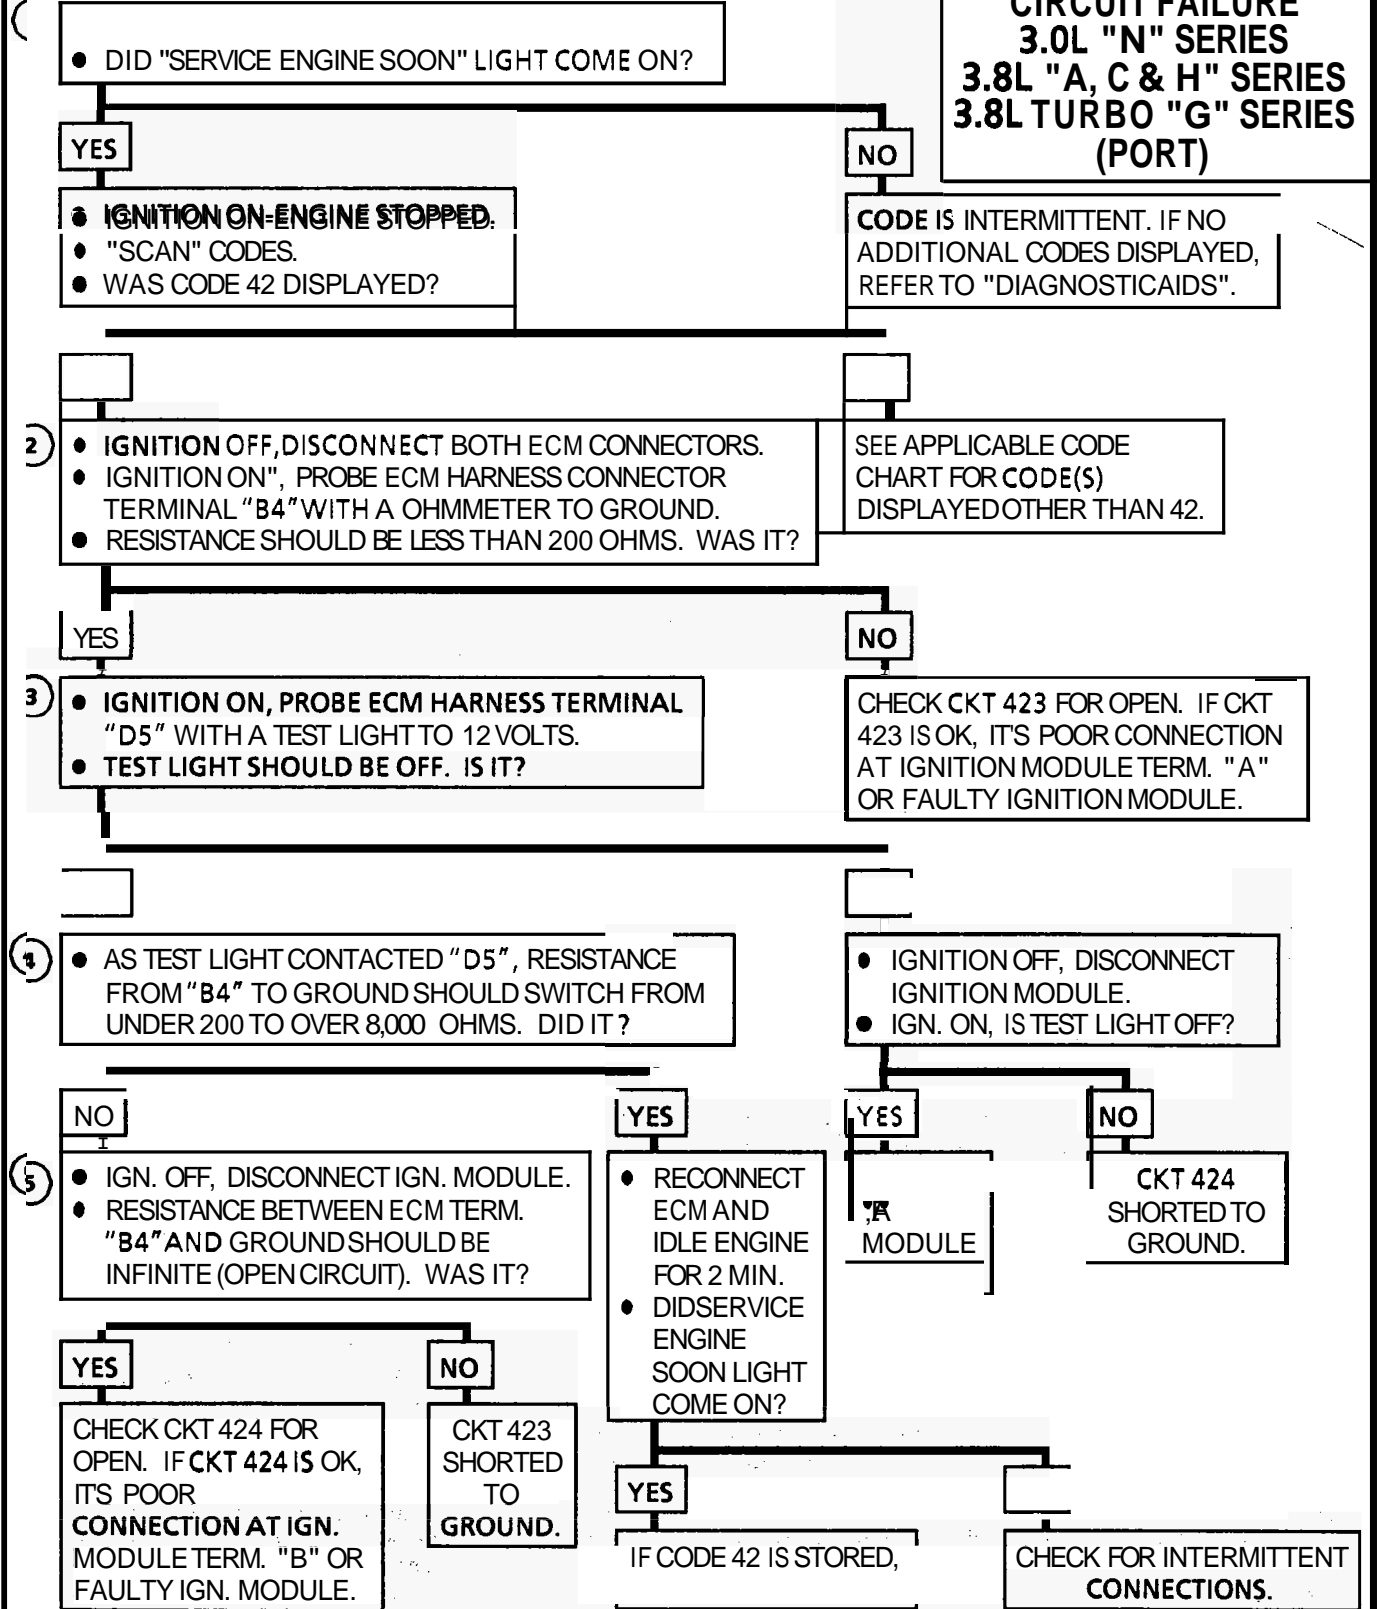 CIRCUIT FAILURE
3.0L "N" SERIES
3.8L "A, C & H" SERIES
3.8L TURBO "G" SERIES
(PORT)
● DID "SERVICE ENGINE SOON" LIGHT COME ON?
YES
NO
● IGNITION ON-ENGINE STOPPED.
● "SCAN" CODES.
● WAS CODE 42 DISPLAYED?
CODE IS INTERMITTENT. IF NO
ADDITIONAL CODES DISPLAYED,
REFER TO "DIAGNOSTICAIDS".
2
● IGNITION OFF, DISCONNECT BOTH ECM CONNECTORS.
● IGNITION ON", PROBE ECM HARNESS CONNECTOR
TERMINAL "B4" WITH A OHMMETER TO GROUND.
● RESISTANCE SHOULD BE LESS THAN 200 OHMS. WAS IT?
SEE APPLICABLE CODE
CHART FOR CODE(S)
DISPLAYED OTHER THAN 42.
YES
NO
3
● IGNITION ON, PROBE ECM HARNESS TERMINAL
"D5" WITH A TEST LIGHT TO 12 VOLTS.
● TEST LIGHT SHOULD BE OFF. IS IT?
CHECK CKT 423 FOR OPEN. IF CKT
423 IS OK, IT'S POOR CONNECTION
AT IGNITION MODULE TERM. "A"
OR FAULTY IGNITION MODULE.
4
● AS TEST LIGHT CONTACTED "D5", RESISTANCE
FROM "B4" TO GROUND SHOULD SWITCH FROM
UNDER 200 TO OVER 8,000 OHMS. DID IT?
● IGNITION OFF, DISCONNECT
IGNITION MODULE.
● IGN. ON, IS TEST LIGHT OFF?
NO
YES
YES
NO
5
● IGN. OFF, DISCONNECT IGN. MODULE.
● RESISTANCE BETWEEN ECM TERM.
"B4" AND GROUND SHOULD BE
INFINITE (OPEN CIRCUIT). WAS IT?
● RECONNECT
ECM AND
IDLE ENGINE
FOR 2 MIN.
● DID SERVICE
ENGINE
SOON LIGHT
COME ON?
MODULE
CKT 424
SHORTED TO
GROUND.
YES
NO
CHECK CKT 424 FOR
OPEN. IF CKT 424 IS OK,
IT'S POOR
CONNECTION AT IGN.
MODULE TERM. "B" OR
FAULTY IGN. MODULE.
CKT 423
SHORTED
TO
GROUND.
YES
IF CODE 42 IS STORED,
CHECK FOR INTERMITTENT
CONNECTIONS.